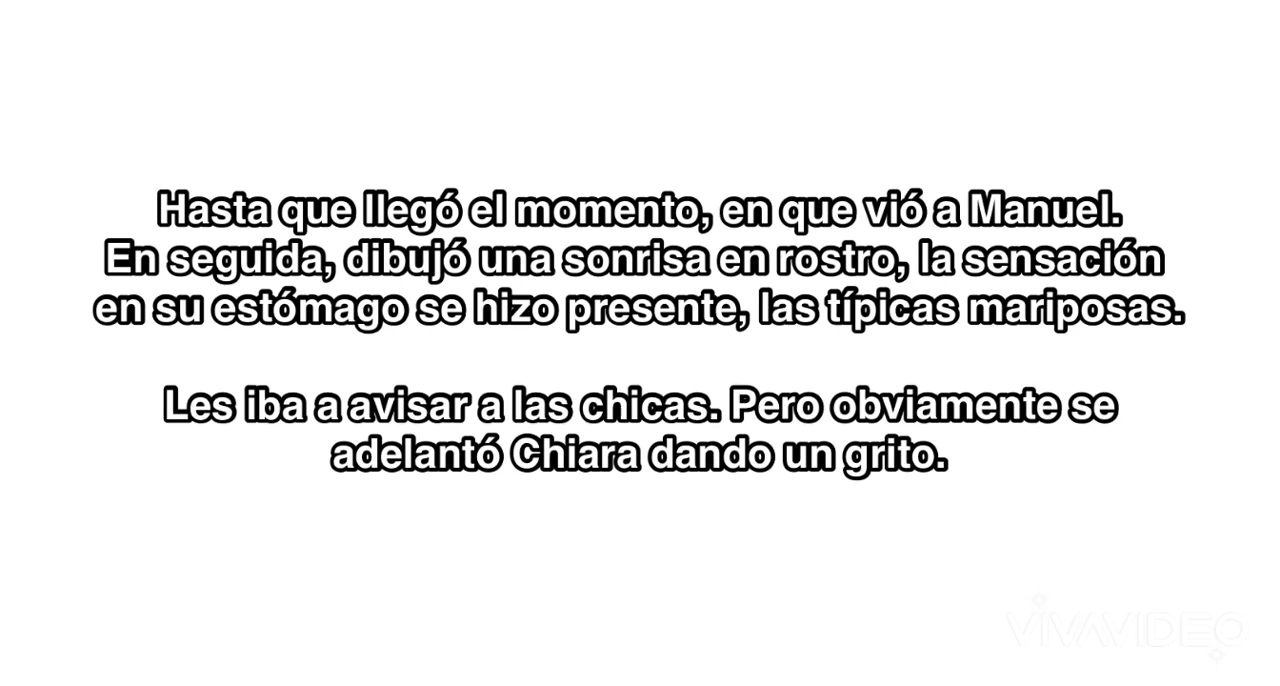 Hasta que llegó el momento, en que vió a Manuel.
En seguida, dibujó una sonrisa en rostro, la sensación
en su estómago se hizo presente, las típicas mariposas.
Les iba a avisar a las chicas. Pero obviamente se
adelantó Chiara dando un grito.
VIVAVIDEO